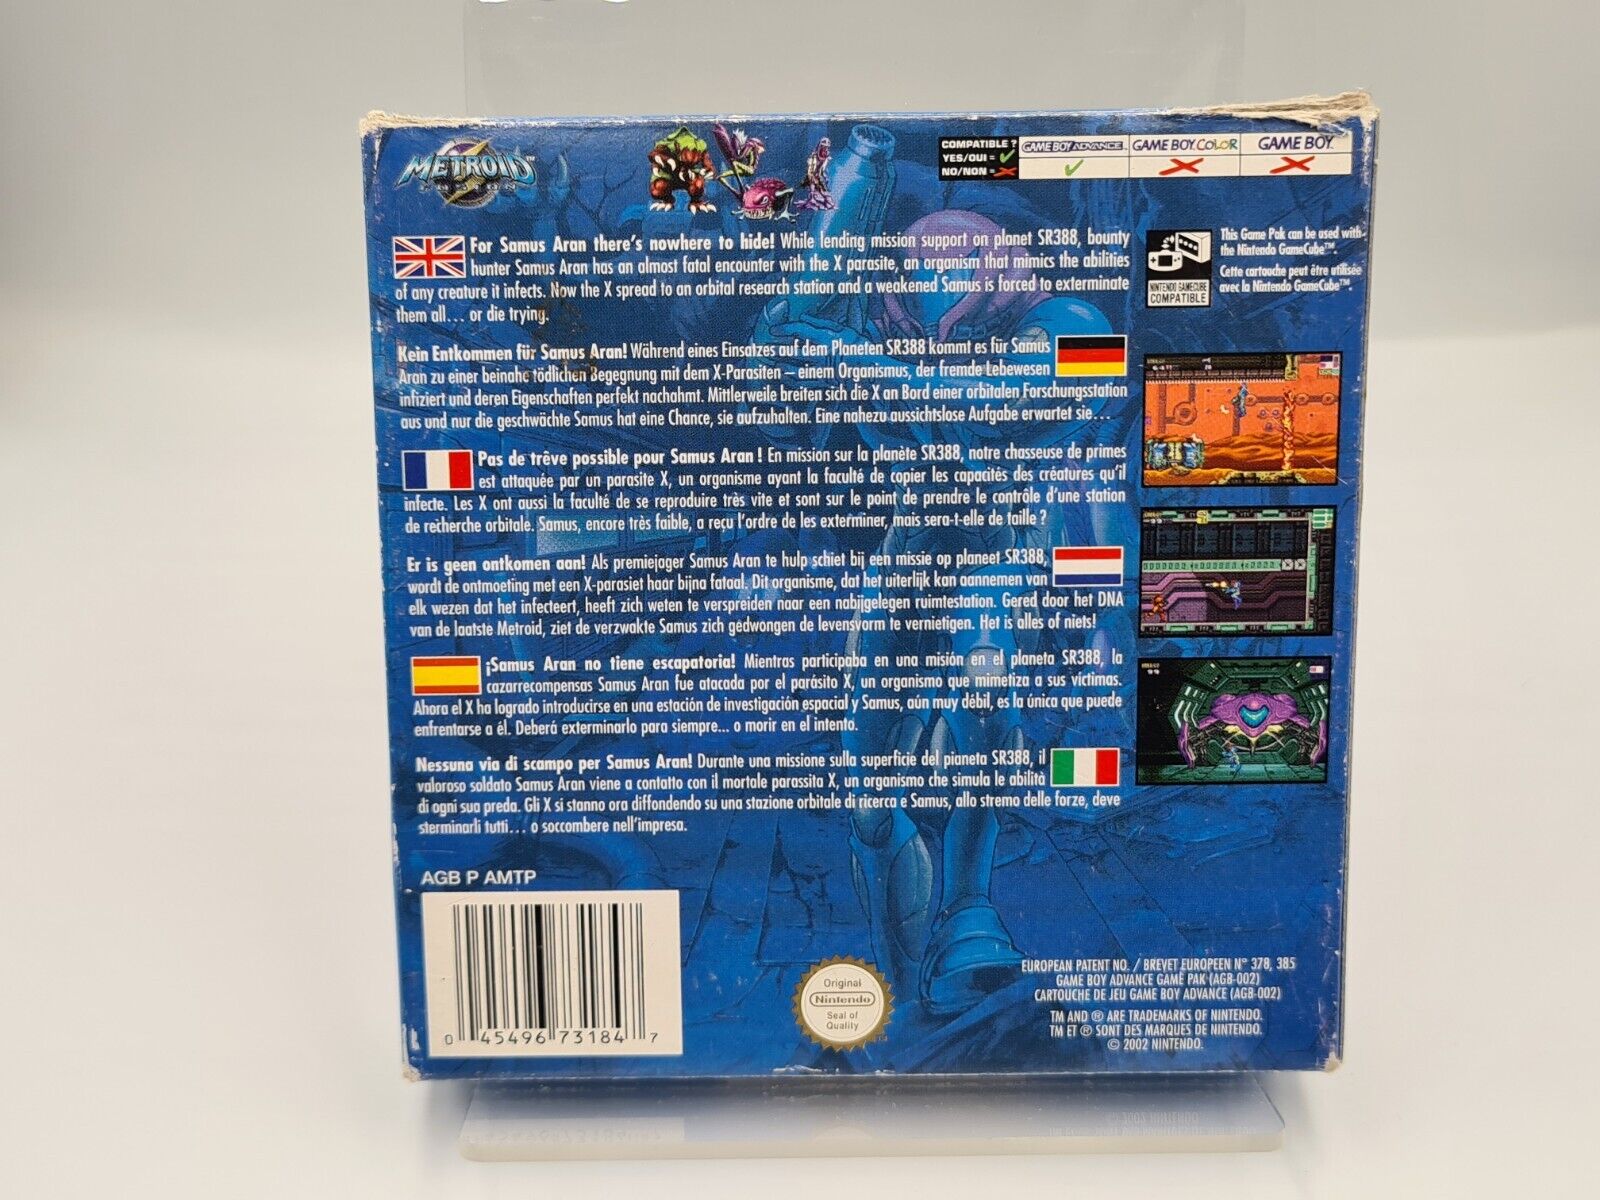 METROID™
FUSION
COMPATIBLE ?
YES/OUI =
NO/NON =
GAME BOY ADVANCE™
GAME BOY COLOR
GAME BOY™
For Samus Aran there's nowhere to hide! While lending mission support on planet SR388, bounty
hunter Samus Aran has an almost fatal encounter with the X parasite, an organism that mimics the abilities
of any creature it infects. Now the X spread to an orbital research station and a weakened Samus is forced to exterminate
them all... or die trying.
This Game Pak can be used with
the Nintendo GameCube™.
Cette cartouche peut être utilisée
avec la Nintendo GameCube™.
NINTENDO GAMECUBE
COMPATIBLE
Kein Entkommen für Samus Aran! Während eines Einsatzes auf dem Planeten SR388 kommt es für Samus
Aran zu einer beinahe tödlichen Begegnung mit dem X-Parasiten – einem Organismus, der fremde Lebewesen
infiziert und deren Eigenschaften perfekt nachahmt. Mittlerweile breiten sich die X an Bord einer orbitalen Forschungsstation
aus und nur die geschwächte Samus hat eine Chance, sie aufzuhalten. Eine nahezu aussichtslose Aufgabe erwartet sie...
Pas de trêve possible pour Samus Aran ! En mission sur la planète SR388, notre chasseuse de primes
est attaquée par un parasite X, un organisme ayant la faculté de copier les capacités des créatures qu'il
infecte. Les X ont aussi la faculté de se reproduire très vite et sont sur le point de prendre le contrôle d'une station
de recherche orbitale. Samus, encore très faible, a reçu l'ordre de les exterminer, mais sera-t-elle de taille ?
Er is geen ontkomen aan! Als premiejager Samus Aran te hulp schiet bij een missie op planeet SR388,
wordt de ontmoeting met een X-parasiet haar bijna fataal. Dit organisme, dat het uiterlijk kan aannemen van
elk wezen dat het infecteert, heeft zich weten te verspreiden naar een nabijgelegen ruimtestation. Gered door het DNA
van de laatste Metroid, ziet de verzwakte Samus zich gedwongen de levensvorm te vernietigen. Het is alles of niets!
¡Samus Aran no tiene escapatoria! Mientras participaba en una misión en el planeta SR388, la
cazarrecompensas Samus Aran fue atacada por el parásito X, un organismo que mimetiza a sus víctimas.
Ahora el X ha logrado introducirse en una estación de investigación espacial y Samus, aún muy débil, es la única que puede
enfrentarse a él. Deberá exterminarlo para siempre... o morir en el intento.
Nessuna via di scampo per Samus Aran! Durante una missione sulla superficie del pianeta SR388, il
valoroso soldato Samus Aran viene a contatto con il mortale parassita X, un organismo che simula le abilità
di ogni sua preda. Gli X si stanno ora diffondendo su una stazione orbitale di ricerca e Samus, allo stremo delle forze, deve
sterminarli tutti... o soccombere nell'impresa.
AGB P AMTP
0 45496 73184 7
Original
Nintendo
Seal of
Quality
EUROPEAN PATENT NO. / BREVET EUROPEEN N° 378, 385
GAME BOY ADVANCE GAME PAK (AGB-002)
CARTOUCHE DE JEU GAME BOY ADVANCE (AGB-002)
TM AND ® ARE TRADEMARKS OF NINTENDO.
TM ET ® SONT DES MARQUES DE NINTENDO.
© 2002 NINTENDO.